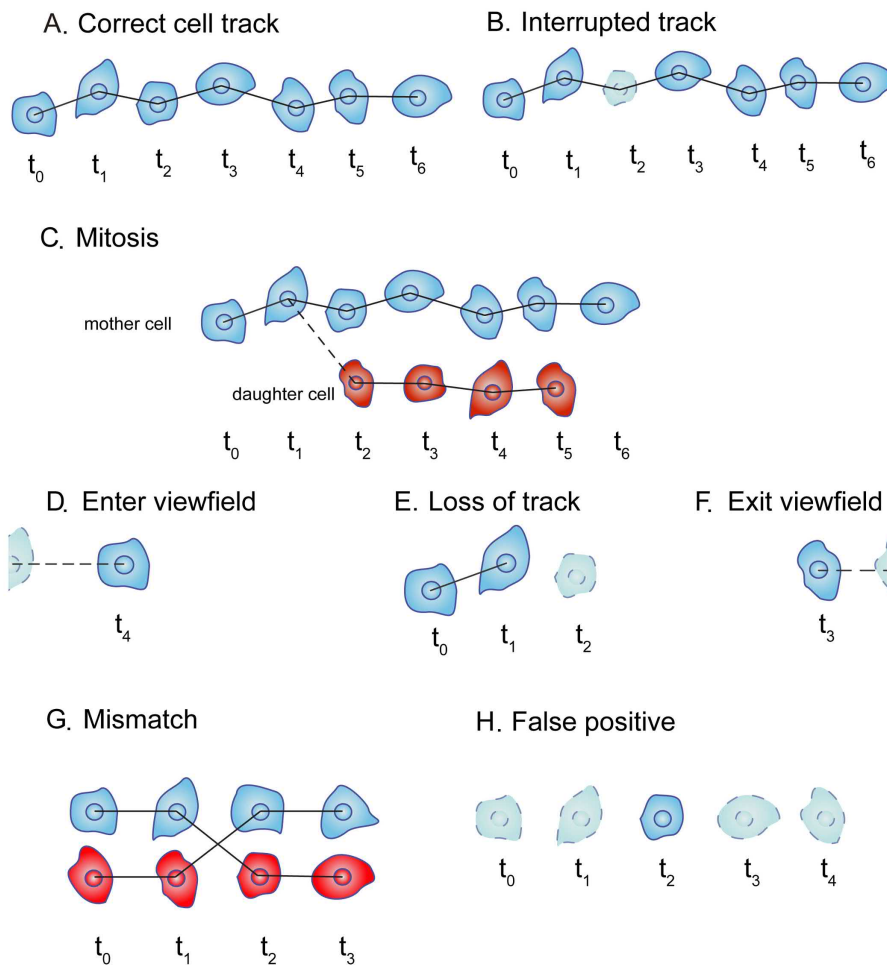 A. Correct cell track
B. Interrupted track
t0 t1 t2 t3 t4 t5 t6
t0 t1 t2 t3 t4 t5 t6
C. Mitosis
mother cell
daughter cell
t0 t1 t2 t3 t4 t5 t6
D. Enter viewfield
E. Loss of track
F. Exit viewfield
t4
t0 t1 t2
t3
G. Mismatch
H. False positive
t0 t1 t2 t3
t0 t1 t2 t3 t4